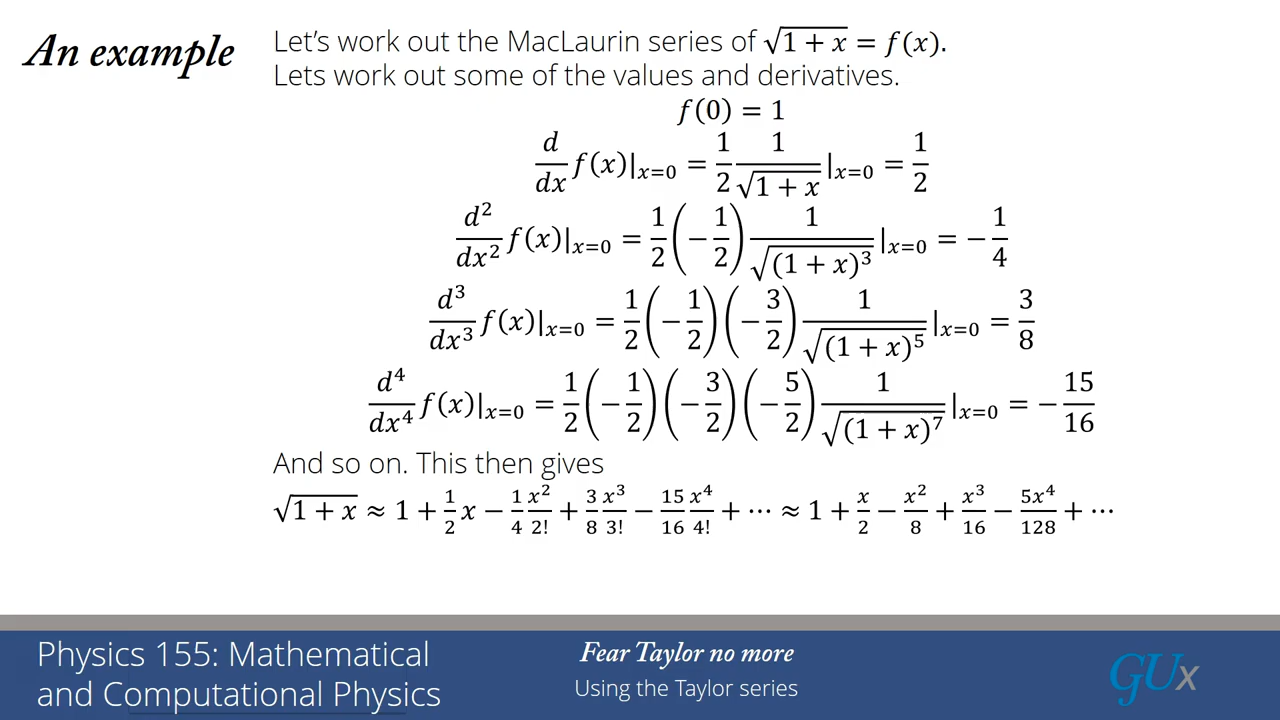 An example
Let's work out the MacLaurin series of √(1 + x) = f(x).
Lets work out some of the values and derivatives.
f(0) = 1
d/dx f(x)|x=0 = 1/2 1/√(1 + x) |x=0 = 1/2
d²/dx² f(x)|x=0 = 1/2 (−1/2) 1/√((1 + x)³) |x=0 = −1/4
d³/dx³ f(x)|x=0 = 1/2 (−1/2)(−3/2) 1/√((1 + x)⁵) |x=0 = 3/8
d⁴/dx⁴ f(x)|x=0 = 1/2 (−1/2)(−3/2)(−5/2) 1/√((1 + x)⁷) |x=0 = −15/16
And so on. This then gives
√(1 + x) ≈ 1 + 1/2 x − 1/4 x²/2! + 3/8 x³/3! − 15/16 x⁴/4! + ⋯ ≈ 1 + x/2 − x²/8 + x³/16 − 5x⁴/128 + ⋯
Physics 155: Mathematical
and Computational Physics
Fear Taylor no more
Using the Taylor series
GUx